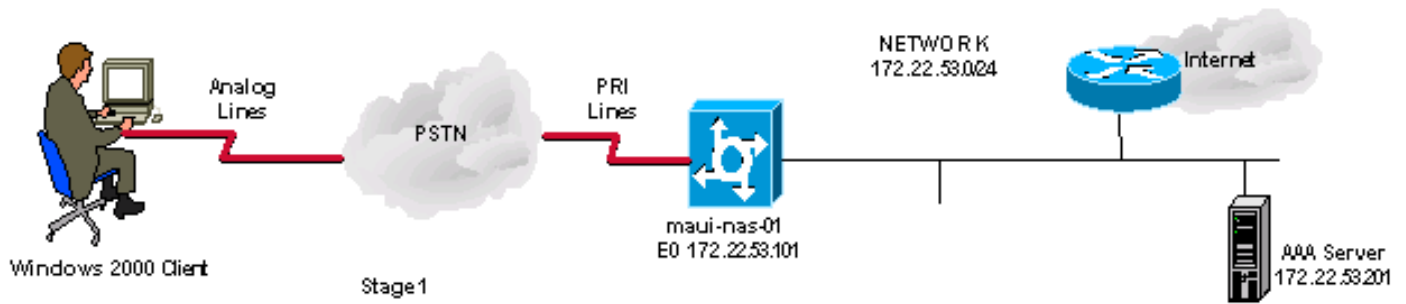 Analog
Lines
PSTN
PRI
Lines
NETWORK
172.22.53.0/24
Internet
maui-nas-01
E0 172.22.53.101
Windows 2000 Client
Stage1
AAA Server
172.22.53.201